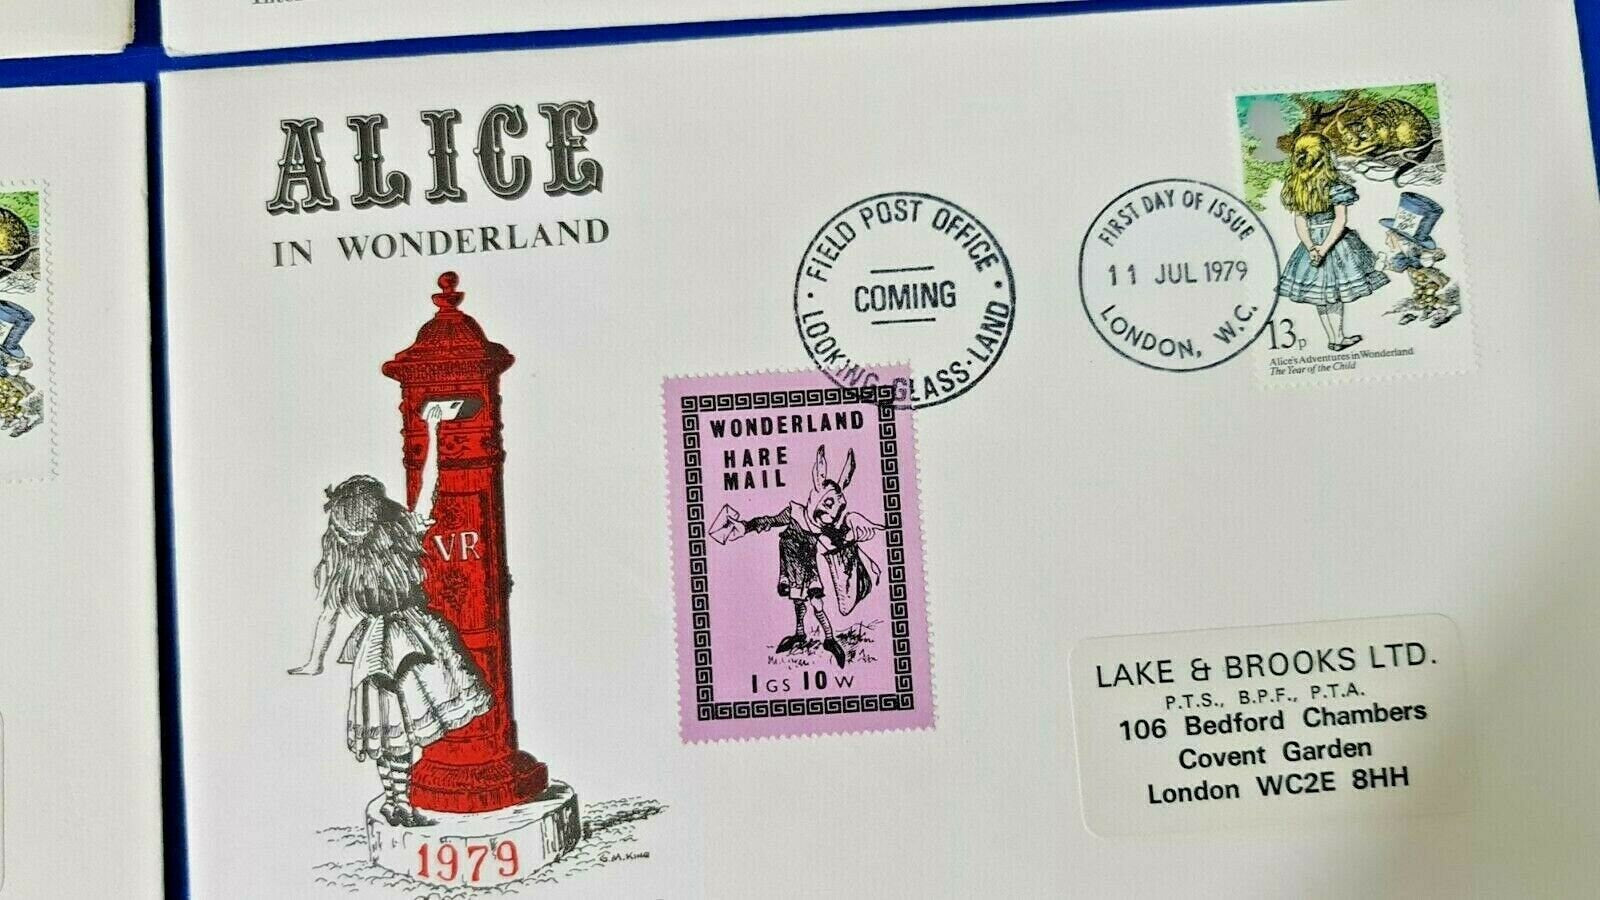 ALICE
IN WONDERLAND
VR
1979
G.M.KING
FIELD POST OFFICE
COMING
LOOKING GLASS·LAND
WONDERLAND
HARE
MAIL
1 GS 10 W
FIRST DAY OF ISSUE
11 JUL 1979
LONDON, W.C.
13p
Alice's Adventures in Wonderland
The Year of the Child
LAKE & BROOKS LTD.
P.T.S., B.P.F., P.T.A.
106 Bedford Chambers
Covent Garden
London WC2E 8HH